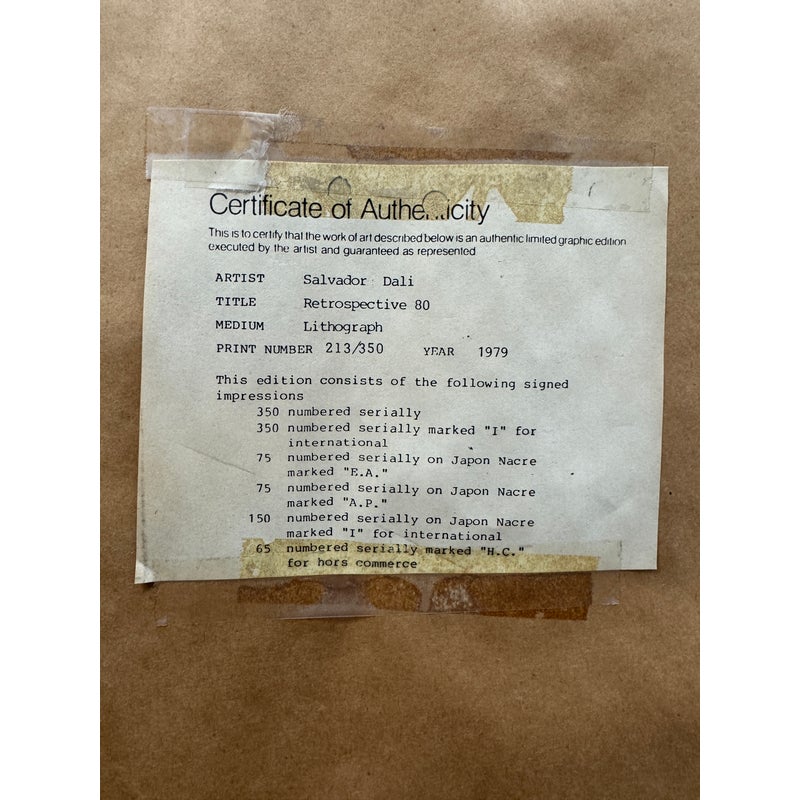 Certificate of Authenticity
This is to certify that the work of art described below is an authentic limited graphic edition
executed by the artist and guaranteed as represented
ARTIST Salvador Dali
TITLE Retrospective 80
MEDIUM Lithograph
PRINT NUMBER 213/350 YEAR 1979
This edition consists of the following signed
impressions
350 numbered serially
350 numbered serially marked "I" for
international
75 numbered serially on Japon Nacre
marked "E.A."
75 numbered serially on Japon Nacre
marked "A.P."
150 numbered serially on Japon Nacre
marked "I" for international
65 numbered serially marked "H.C."
for hors commerce